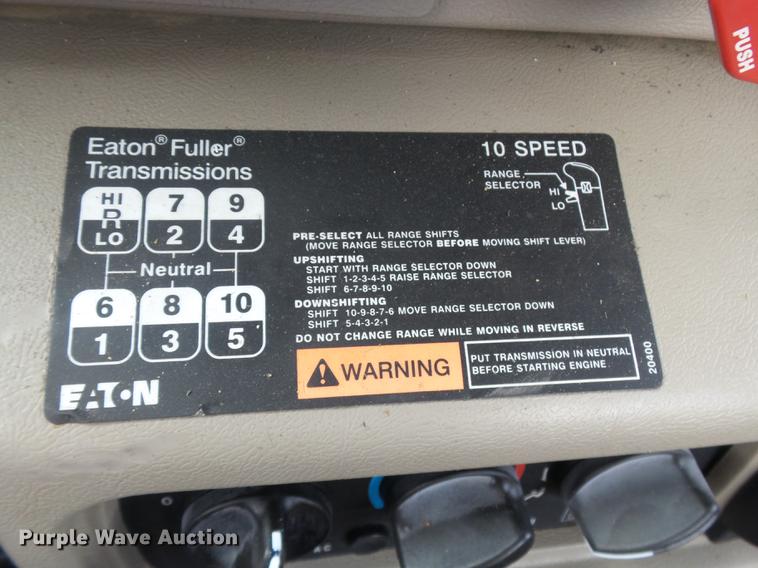 PUSH
Eaton® Fuller®
Transmissions
10 SPEED
RANGE
SELECTOR
HI
LO
HI
R
LO
7
2
9
4
Neutral
6
1
8
3
10
5
PRE-SELECT ALL RANGE SHIFTS
(MOVE RANGE SELECTOR BEFORE MOVING SHIFT LEVER)
UPSHIFTING
START WITH RANGE SELECTOR DOWN
SHIFT 1-2-3-4-5 RAISE RANGE SELECTOR
SHIFT 6-7-8-9-10
DOWNSHIFTING
SHIFT 10-9-8-7-6 MOVE RANGE SELECTOR DOWN
SHIFT 5-4-3-2-1
DO NOT CHANGE RANGE WHILE MOVING IN REVERSE
WARNING
PUT TRANSMISSION IN NEUTRAL
BEFORE STARTING ENGINE
20400
EATON
AC
Purple Wave Auction